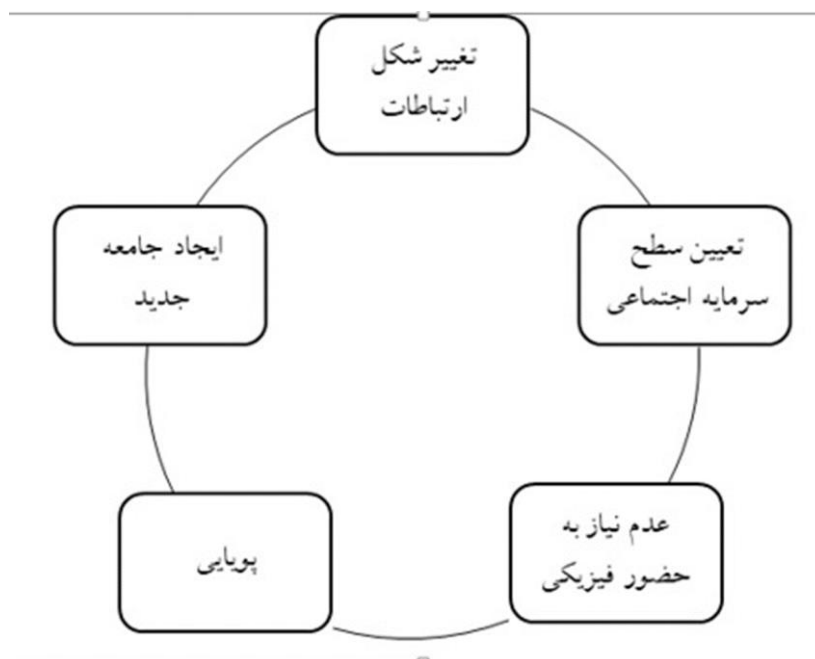 تغییر شکل
ارتباطات
تعیین سطح
سرمایه اجتماعی
عدم نیاز به
حضور فیزیکی
پویایی
ایجاد جامعه
جدید